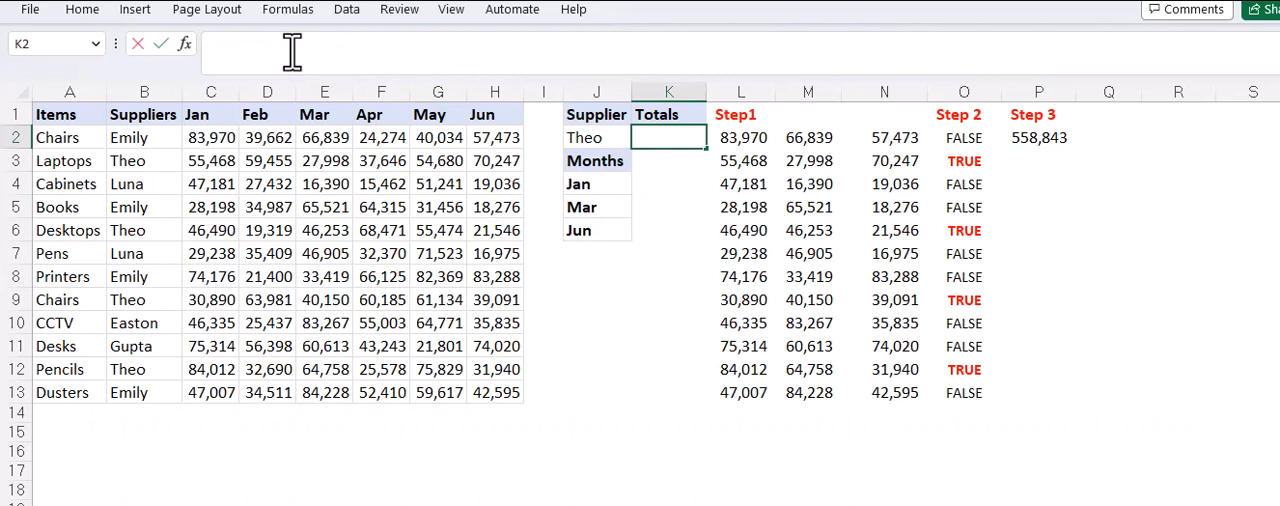 File Home Insert Page Layout Formulas Data Review View Automate Help Comments
K2 fx
A B C D E F G H I J K L M N O P Q R S
1 Items Suppliers Jan Feb Mar Apr May Jun Supplier Totals Step1 Step 2 Step 3
2 Chairs Emily 83,970 39,662 66,839 24,274 40,034 57,473 Theo 83,970 66,839 57,473 FALSE 558,843
3 Laptops Theo 55,468 59,455 27,998 37,646 54,680 70,247 Months 55,468 27,998 70,247 TRUE
4 Cabinets Luna 47,181 27,432 16,390 15,462 51,241 19,036 Jan 47,181 16,390 19,036 FALSE
5 Books Emily 28,198 34,987 65,521 64,315 31,456 18,276 Mar 28,198 65,521 18,276 FALSE
6 Desktops Theo 46,490 19,319 46,253 68,471 55,474 21,546 Jun 46,490 46,253 21,546 TRUE
7 Pens Luna 29,238 35,409 46,905 32,370 71,523 16,975 29,238 46,905 16,975 FALSE
8 Printers Emily 74,176 21,400 33,419 66,125 82,369 83,288 74,176 33,419 83,288 FALSE
9 Chairs Theo 30,890 63,981 40,150 60,185 61,134 39,091 30,890 40,150 39,091 TRUE
10 CCTV Easton 46,335 25,437 83,267 55,003 64,771 35,835 46,335 83,267 35,835 FALSE
11 Desks Gupta 75,314 56,398 60,613 43,243 21,801 74,020 75,314 60,613 74,020 FALSE
12 Pencils Theo 84,012 32,690 64,758 25,578 75,829 31,940 84,012 64,758 31,940 TRUE
13 Dusters Emily 47,007 34,511 84,228 52,410 59,617 42,595 47,007 84,228 42,595 FALSE
14
15
16
17
18